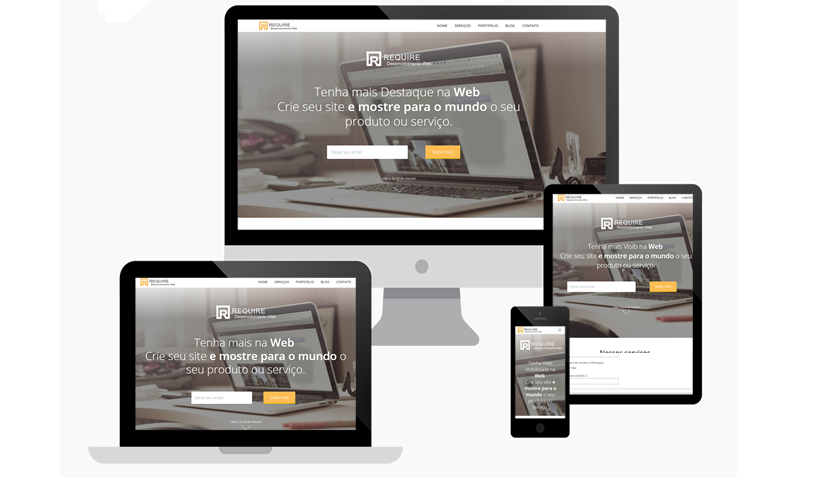 REQUIRE
Desenvolvimento Web
HOME SERVIÇOS PORTFÓLIO BLOG CONTATO
REQUIRE
Desenvolvimento Web
Tenha mais Destaque na Web
Crie seu site e mostre para o mundo o seu
produto ou serviço.
Deixe seu email
Saiba mais
REQUIRE
HOME SERVIÇOS PORTFÓLIO BLOG CONTATO
REQUIRE
Desenvolvimento Web
Tenha mais Visib na Web
Crie seu site e mostre para o mundo o seu
produto ou serviço.
Deixe seu email
Saiba mais
Nossos serviços
REQUIRE
Desenvolvimento Web
HOME SERVIÇOS PORTFÓLIO BLOG CONTATO
REQUIRE
Desenvolvimento Web
Tenha mais na Web
Crie seu site e mostre para o mundo o
seu produto ou serviço.
Deixe seu email
Saiba mais
REQUIRE
REQUIRE
Desenvolvimento Web
Tenha mais
Visibilidade na
Web
Crie seu site e
mostre para o
mundo o seu
produto ou
serviço.